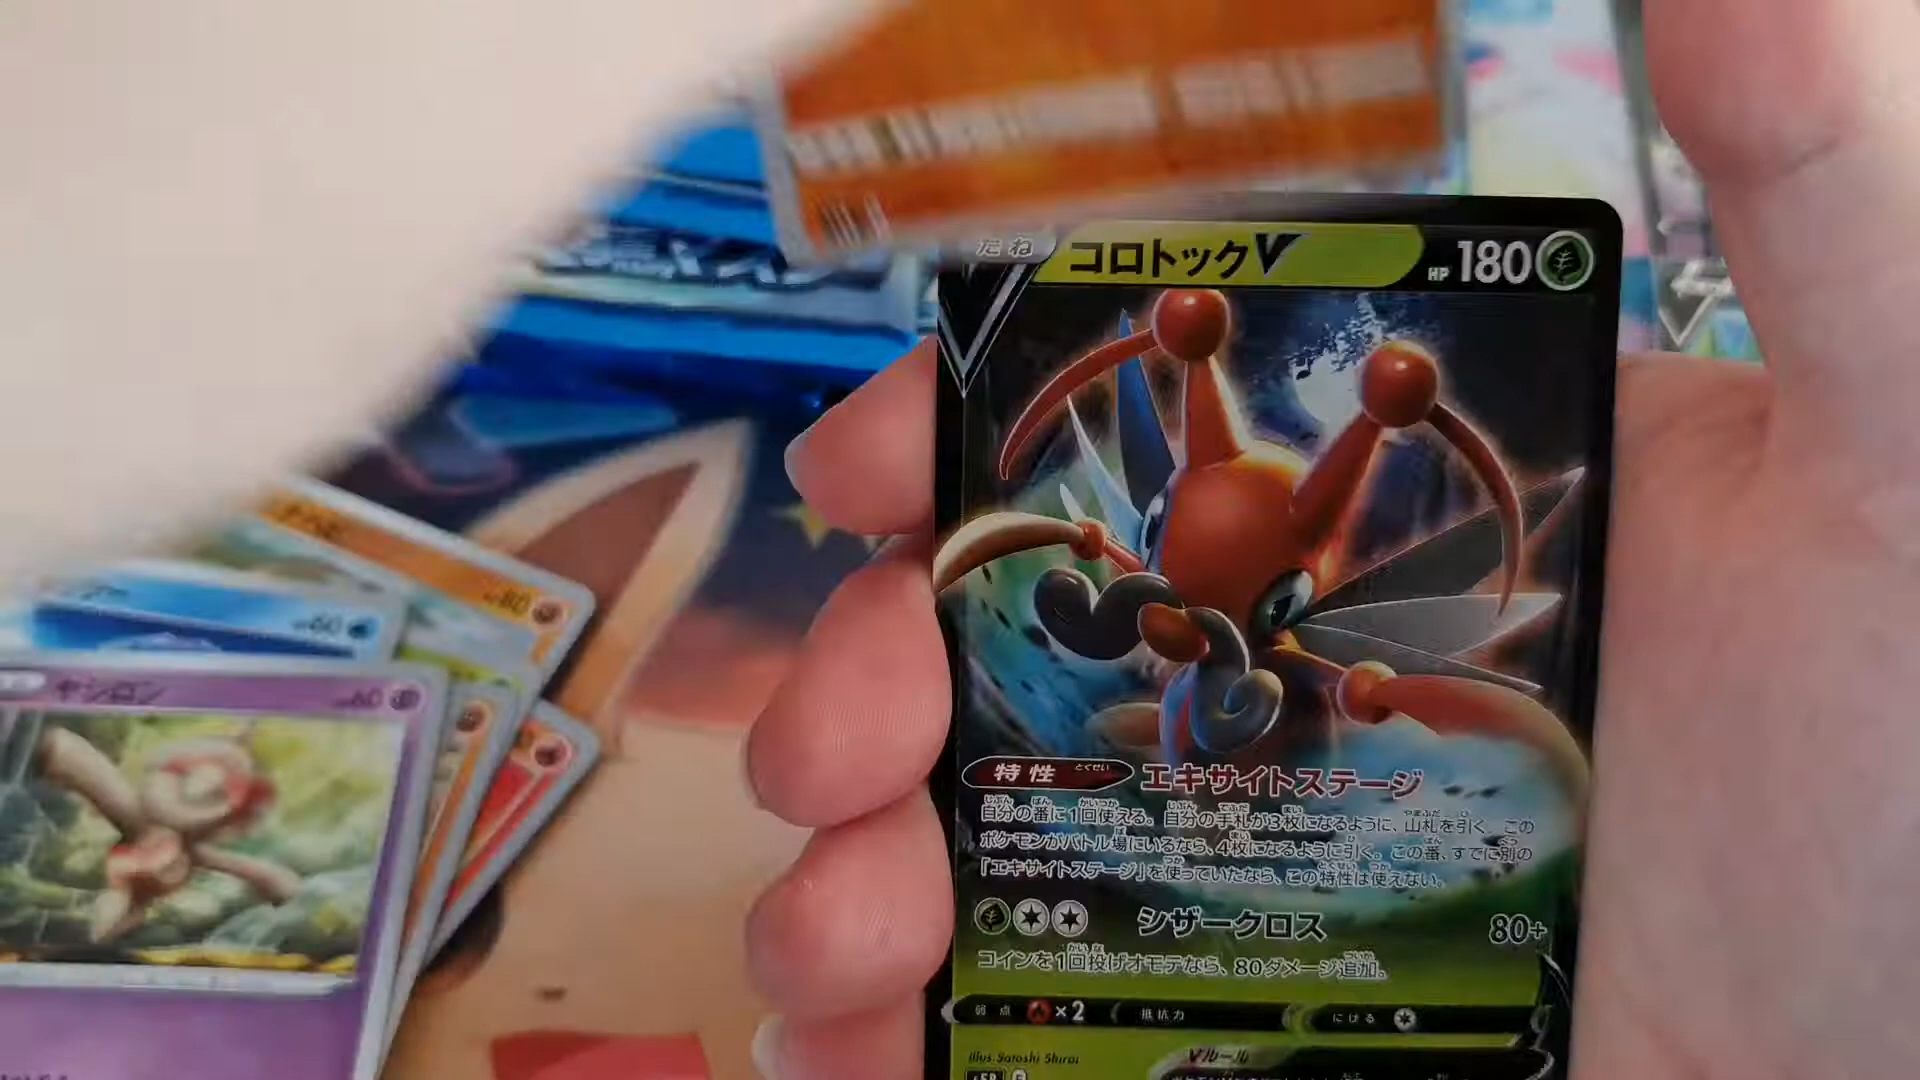 たね コロトックV HP 180
特性 とくせい エキサイトステージ
自分の番に1回使える。自分の手札が3枚になるように、山札を引く。この
ポケモンがバトル場にいるなら、4枚になるように引く。この番、すでに別の
「エキサイトステージ」を使っていたなら、この特性は使えない。
シザークロス 80+
コインを1回投げオモテなら、80ダメージ追加。
弱点 ×2 抵抗力 にげる
Illus. Satoshi Shirai
Vルール
80
60
ヤジロン 60